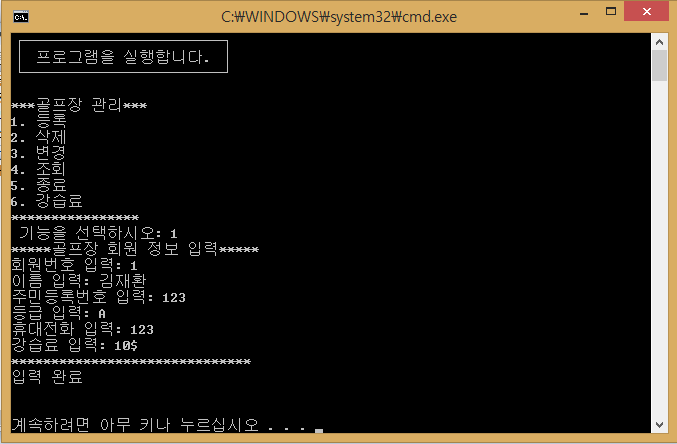 C:\WINDOWS\system32\cmd.exe
프로그램을 실행합니다.
***골프장 관리***
1. 등록
2. 삭제
3. 변경
4. 조회
5. 종료
6. 강습료
****************
기능을 선택하시오: 1
*****골프장 회원 정보 입력*****
회원번호 입력: 1
이름 입력: 김재환
주민등록번호 입력: 123
등급 입력: A
휴대전화 입력: 123
강습료 입력: 10$
******************************
입력 완료
계속하려면 아무 키나 누르십시오 . . .